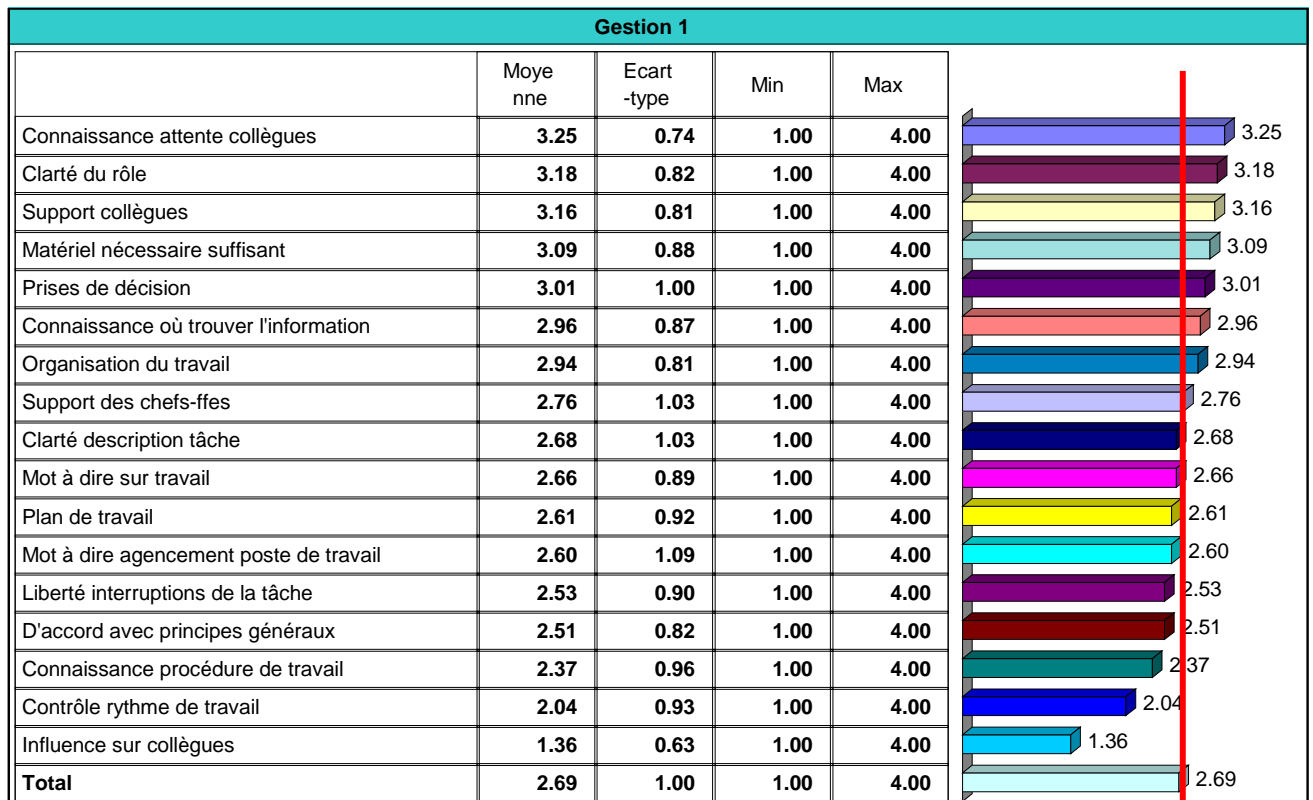 Gestion 1
Moye
nne
Ecart
-type
Min
Max
Connaissance attente collègues 3.25 0.74 1.00 4.00 3.25
Clarté du rôle 3.18 0.82 1.00 4.00 3.18
Support collègues 3.16 0.81 1.00 4.00 3.16
Matériel nécessaire suffisant 3.09 0.88 1.00 4.00 3.09
Prises de décision 3.01 1.00 1.00 4.00 3.01
Connaissance où trouver l'information 2.96 0.87 1.00 4.00 2.96
Organisation du travail 2.94 0.81 1.00 4.00 2.94
Support des chefs-ffes 2.76 1.03 1.00 4.00 2.76
Clarté description tâche 2.68 1.03 1.00 4.00 2.68
Mot à dire sur travail 2.66 0.89 1.00 4.00 2.66
Plan de travail 2.61 0.92 1.00 4.00 2.61
Mot à dire agencement poste de travail 2.60 1.09 1.00 4.00 2.60
Liberté interruptions de la tâche 2.53 0.90 1.00 4.00 2.53
D'accord avec principes généraux 2.51 0.82 1.00 4.00 2.51
Connaissance procédure de travail 2.37 0.96 1.00 4.00 2.37
Contrôle rythme de travail 2.04 0.93 1.00 4.00 2.04
Influence sur collègues 1.36 0.63 1.00 4.00 1.36
Total 2.69 1.00 1.00 4.00 2.69